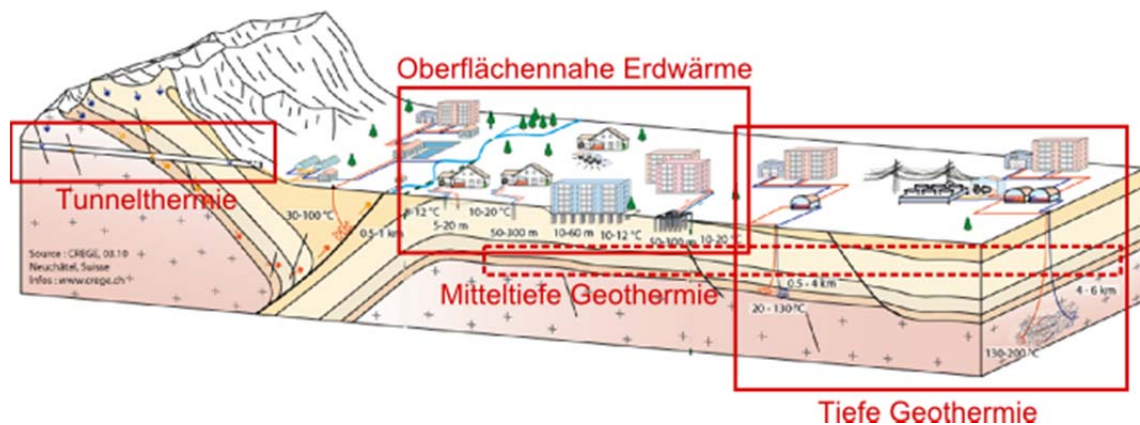 Oberflächennahe Erdwärme
Tunnelthermie
30-100 °C
0.5-1 km
8-12 °C
5-20 m
10-20 °C
50-300 m
10-60 m
10-12 °C
50-300 m
10-20 °C
Source : CREGE, 08.10
Neuchâtel, Suisse
Infos : www.crege.ch
Mitteltiefe Geothermie
0.5 - 4 km
20 - 130 °C
4 - 6 km
130-200 °C
Tiefe Geothermie